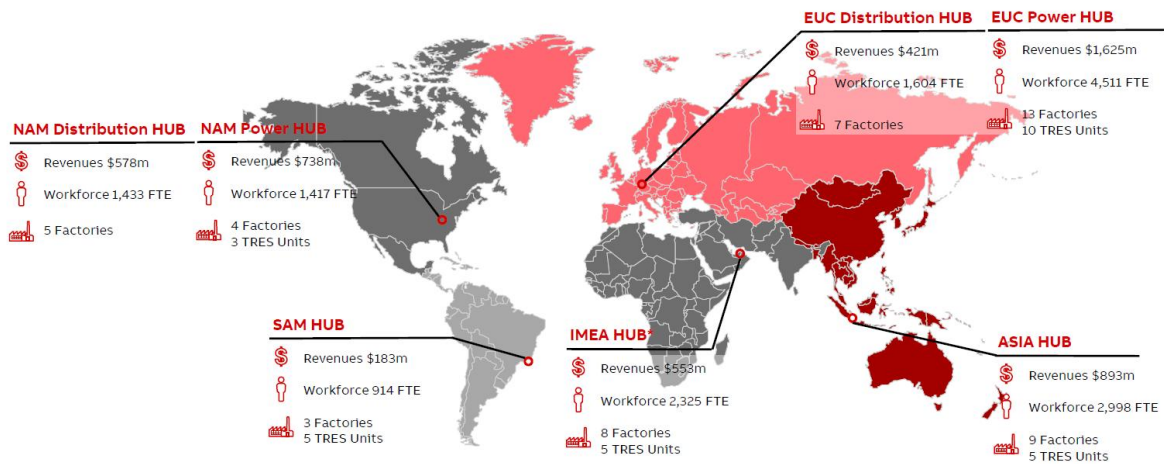 EUC Distribution HUB
Revenues $421m
Workforce 1,604 FTE
7 Factories
EUC Power HUB
Revenues $1,625m
Workforce 4,511 FTE
13 Factories
10 TRES Units
NAM Distribution HUB
Revenues $578m
Workforce 1,433 FTE
5 Factories
NAM Power HUB
Revenues $738m
Workforce 1,417 FTE
4 Factories
3 TRES Units
SAM HUB
Revenues $183m
Workforce 914 FTE
3 Factories
5 TRES Units
IMEA HUB*
Revenues $553m
Workforce 2,325 FTE
8 Factories
5 TRES Units
ASIA HUB
Revenues $893m
Workforce 2,998 FTE
9 Factories
5 TRES Units